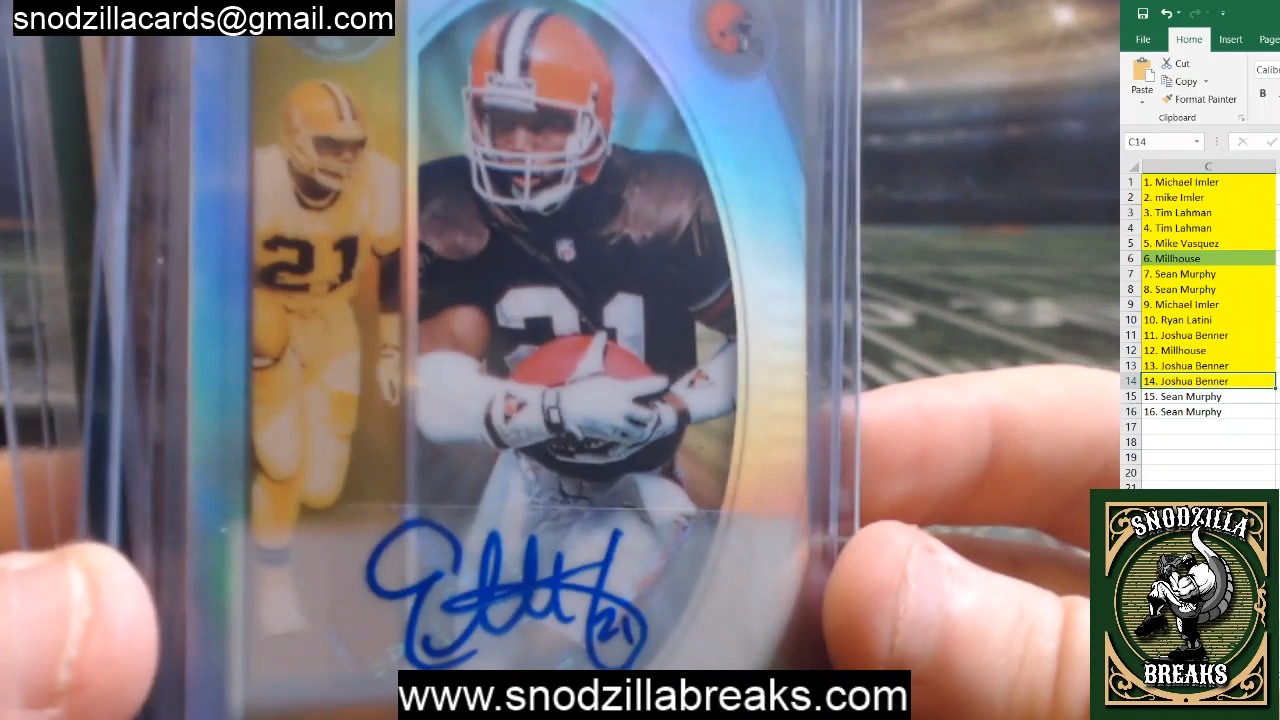 snodzillacards@gmail.com
21
21
21
www.snodzillabreaks.com
File
Home
Insert
Page
Cut
Copy
Paste
Format Painter
Clipboard
Calibr
B
C14
C
1 1. Michael Imler
2 2. mike Imler
3 3. Tim Lahman
4 4. Tim Lahman
5 5. Mike Vasquez
6 6. Millhouse
7 7. Sean Murphy
8 8. Sean Murphy
9 9. Michael Imler
10 10. Ryan Latini
11 11. Joshua Benner
12 12. Millhouse
13 13. Joshua Benner
14 14. Joshua Benner
15 15. Sean Murphy
16 16. Sean Murphy
17
18
19
20
21
SNODZILLA
BREAKS